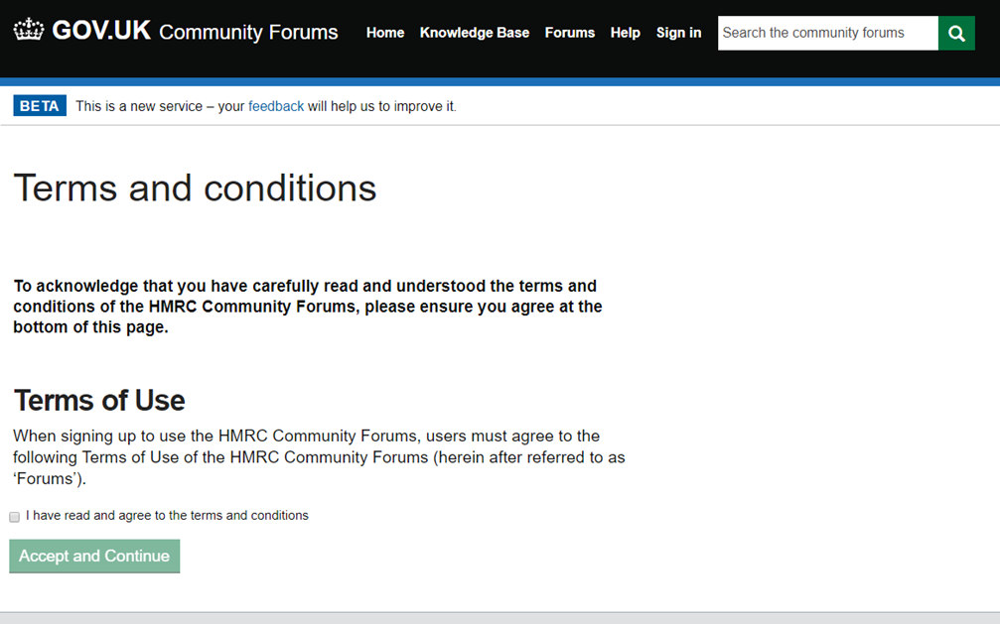 GOV.UK Community Forums Home Knowledge Base Forums Help Sign in Search the community forums
BETA This is a new service – your feedback will help us to improve it.
Terms and conditions
To acknowledge that you have carefully read and understood the terms and
conditions of the HMRC Community Forums, please ensure you agree at the
bottom of this page.
Terms of Use
When signing up to use the HMRC Community Forums, users must agree to the
following Terms of Use of the HMRC Community Forums (herein after referred to as
‘Forums’).
I have read and agree to the terms and conditions
Accept and Continue